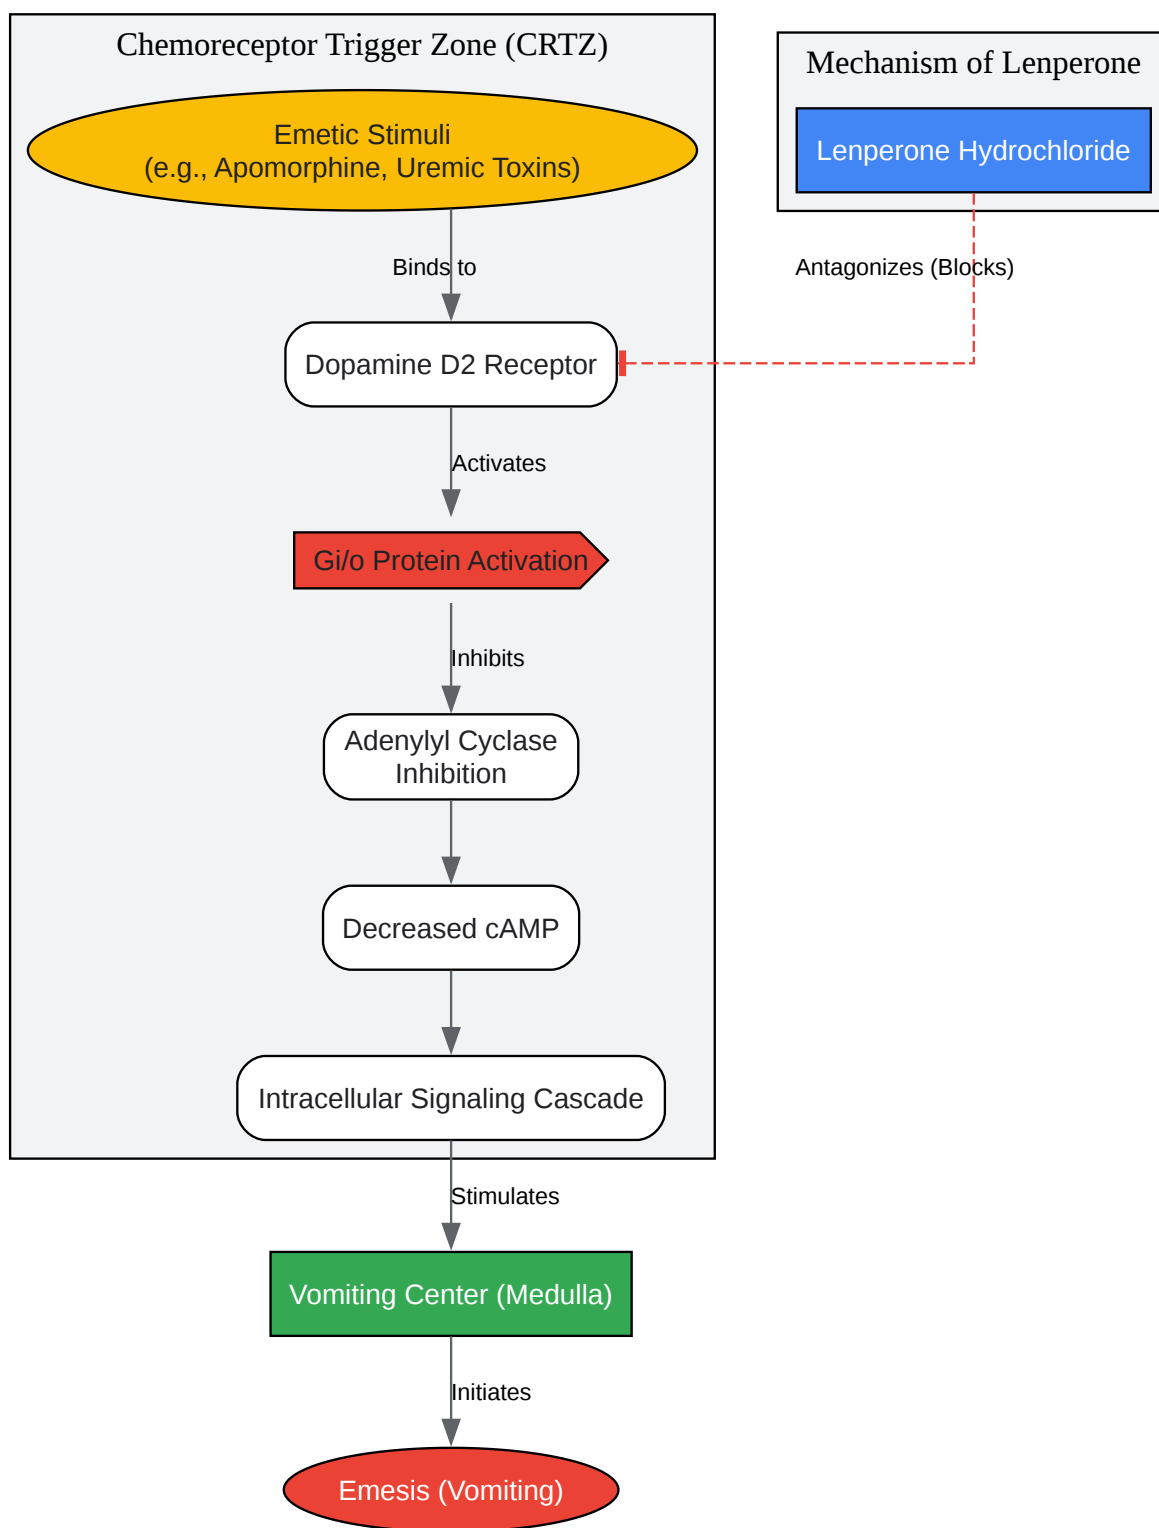 Chemoreceptor Trigger Zone (CRTZ)
Emetic Stimuli
(e.g., Apomorphine, Uremic Toxins)
Binds to
Dopamine D2 Receptor
Activates
Gi/o Protein Activation
Inhibits
Adenylyl Cyclase
Inhibition
Decreased cAMP
Intracellular Signaling Cascade
Stimulates
Vomiting Center (Medulla)
Initiates
Emesis (Vomiting)
Mechanism of Lenperone
Lenperone Hydrochloride
Antagonizes (Blocks)